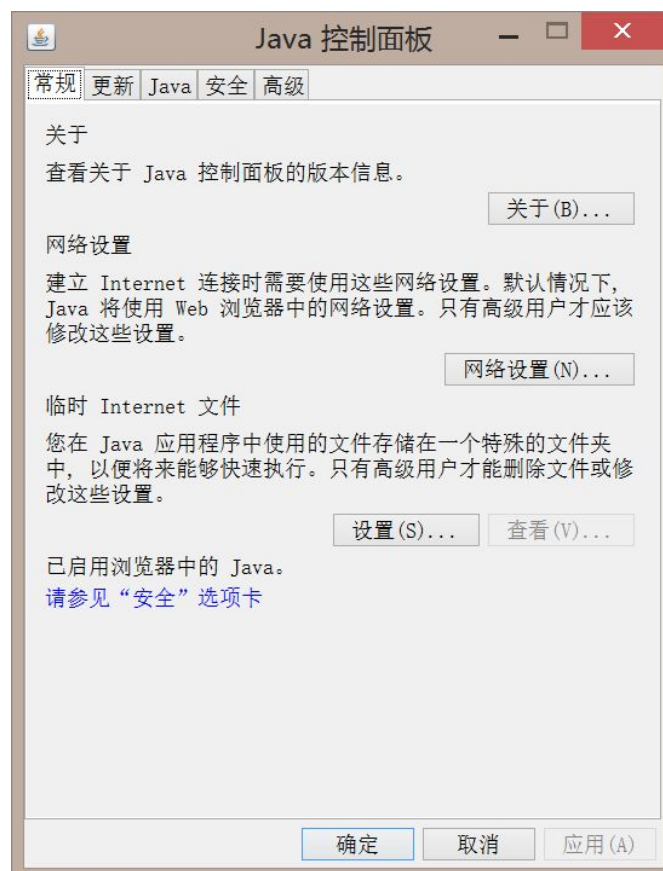 Java 控制面板
常规 更新 Java 安全 高级
关于
查看关于 Java 控制面板的版本信息。
关于(B)...
网络设置
建立 Internet 连接时需要使用这些网络设置。默认情况下,
Java 将使用 Web 浏览器中的网络设置。只有高级用户才应该
修改这些设置。
网络设置(N)...
临时 Internet 文件
您在 Java 应用程序中使用的文件存储在一个特殊的文件夹
中, 以便将来能够快速执行。只有高级用户才能删除文件或修
改这些设置。
设置(S)... 查看(V)...
已启用浏览器中的 Java。
请参见“安全”选项卡
确定 取消 应用(A)